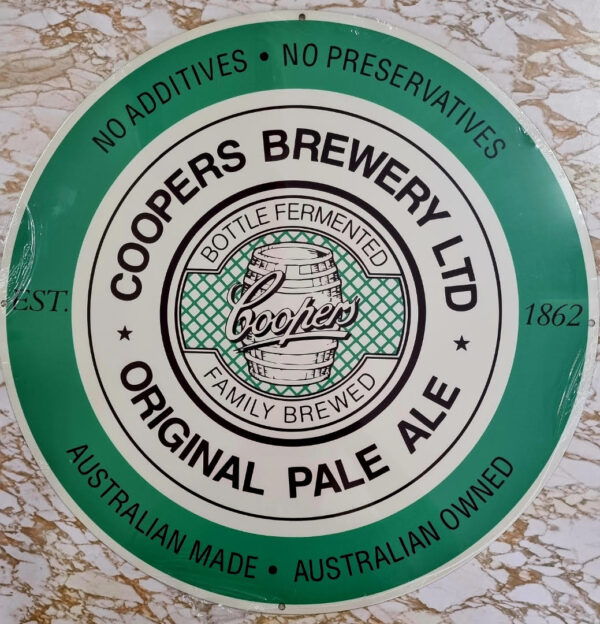 NO ADDITIVES • NO PRESERVATIVES
COOPERS BREWERY LTD
BOTTLE FERMENTED
EST.
Coopers
1862
FAMILY BREWED
★ ORIGINAL PALE ALE ★
AUSTRALIAN MADE • AUSTRALIAN OWNED